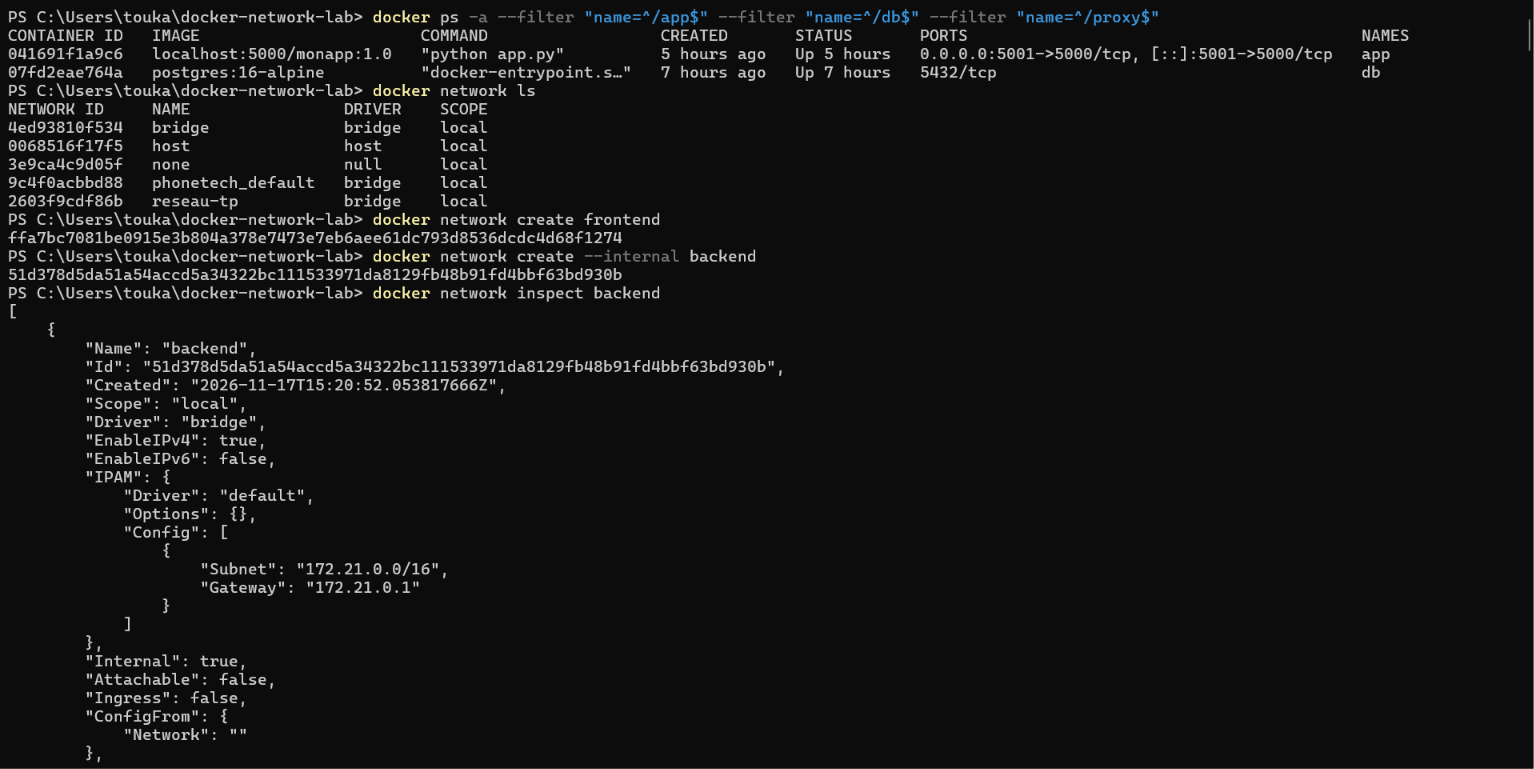 PS C:\Users\touka\docker-network-lab> docker ps -a --filter "name=^/app$" --filter "name=^/db$" --filter "name=^/proxy$"
CONTAINER ID   IMAGE                       COMMAND                  CREATED       STATUS       PORTS                                         NAMES
041691f1a9c6   localhost:5000/monapp:1.0   "python app.py"          5 hours ago   Up 5 hours   0.0.0.0:5001->5000/tcp, [::]:5001->5000/tcp   app
07fd2eae764a   postgres:16-alpine          "docker-entrypoint.s…"   7 hours ago   Up 7 hours   5432/tcp                                      db
PS C:\Users\touka\docker-network-lab> docker network ls
NETWORK ID     NAME                DRIVER    SCOPE
4ed93810f534   bridge              bridge    local
0068516f17f5   host                host      local
3e9ca4c9d05f   none                null      local
9c4f0acbbd88   phonetech_default   bridge    local
2603f9cdf86b   reseau-tp           bridge    local
PS C:\Users\touka\docker-network-lab> docker network create frontend
ffa7bc7081be0915e3b804a378e7473e7eb6aee61dc793d8536dcdc4d68f1274
PS C:\Users\touka\docker-network-lab> docker network create --internal backend
51d378d5da51a54accd5a34322bc111533971da8129fb48b91fd4bbf63bd930b
PS C:\Users\touka\docker-network-lab> docker network inspect backend
[
    {
        "Name": "backend",
        "Id": "51d378d5da51a54accd5a34322bc111533971da8129fb48b91fd4bbf63bd930b",
        "Created": "2026-11-17T15:20:52.053817666Z",
        "Scope": "local",
        "Driver": "bridge",
        "EnableIPv4": true,
        "EnableIPv6": false,
        "IPAM": {
            "Driver": "default",
            "Options": {},
            "Config": [
                {
                    "Subnet": "172.21.0.0/16",
                    "Gateway": "172.21.0.1"
                }
            ]
        },
        "Internal": true,
        "Attachable": false,
        "Ingress": false,
        "ConfigFrom": {
            "Network": ""
        },